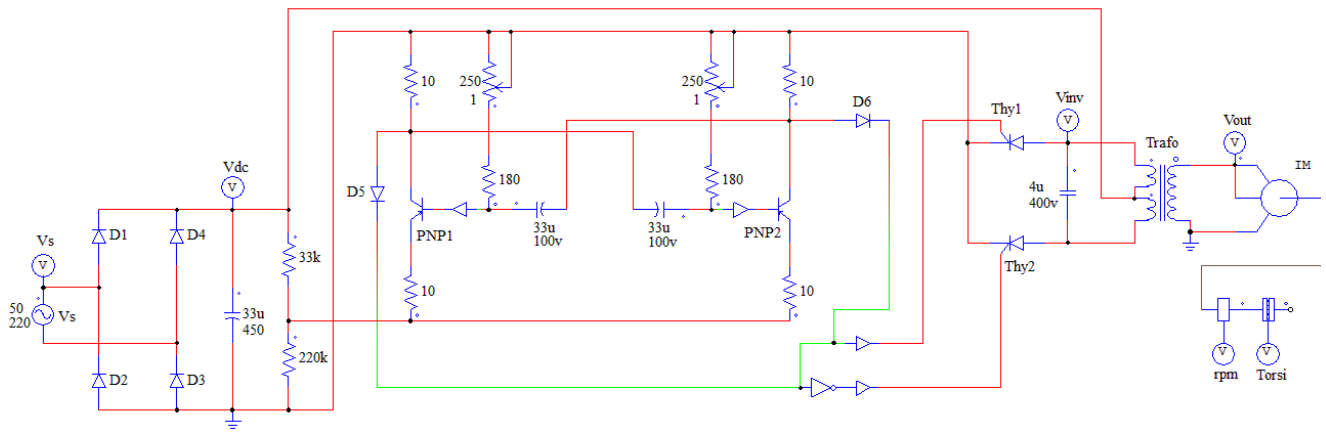 10
250
1
250
1
10
D6
Thy1
V
Vinv
V
Vout
Trafo
IM
Vdc
V
D5
180
180
4u
400v
PNP1
33u
100v
33u
100v
PNP2
Thy2
Vs
V
D1
D4
33k
50
220
Vs
33u
450
10
10
220k
D2
D3
V
V
rpm
Torsi